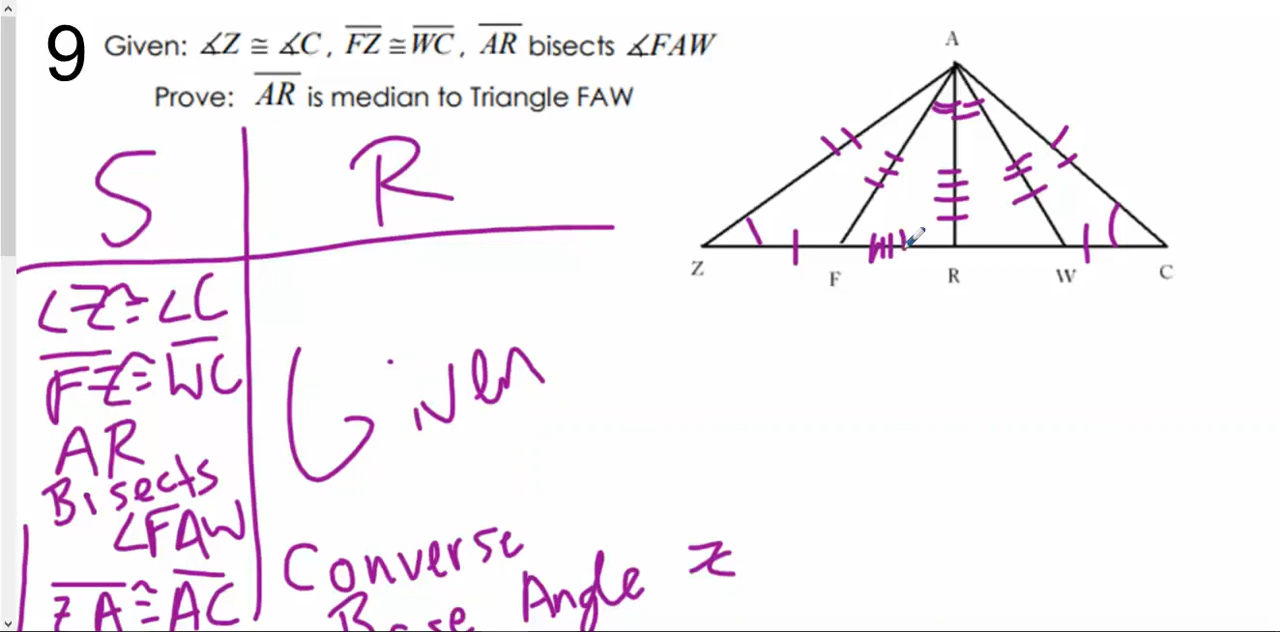 9 Given: ∡Z ≅ ∡C, FZ ≅ WC, AR bisects ∡FAW
Prove: AR is median to Triangle FAW
A
Z F R W C
S R
∠Z ≅ ∠C
FZ ≅ WC
Given
AR
Bisects
∠FAW
Converse
ZA ≅ AC
Base Angle